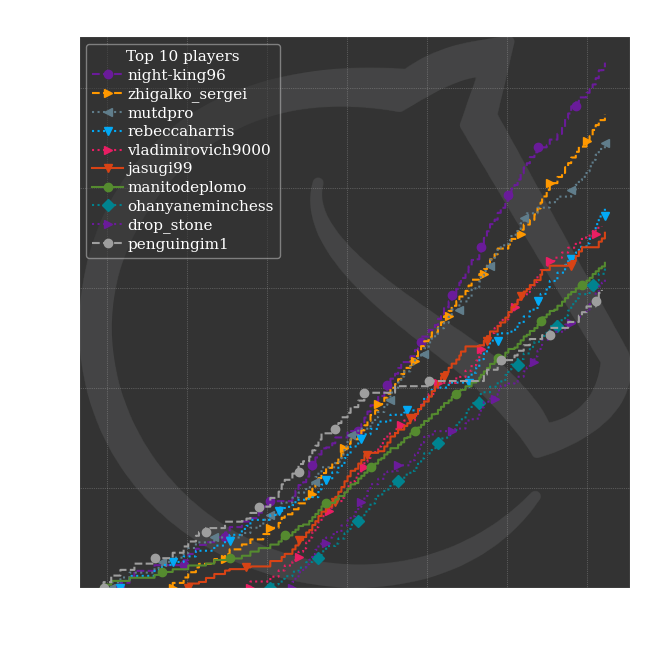 Top 10 players
night-king96
zhigalko_sergei
mutdpro
rebeccaharris
vladimirovich9000
jasugi99
manitodeplomo
ohanyaneminchess
drop_stone
penguingim1